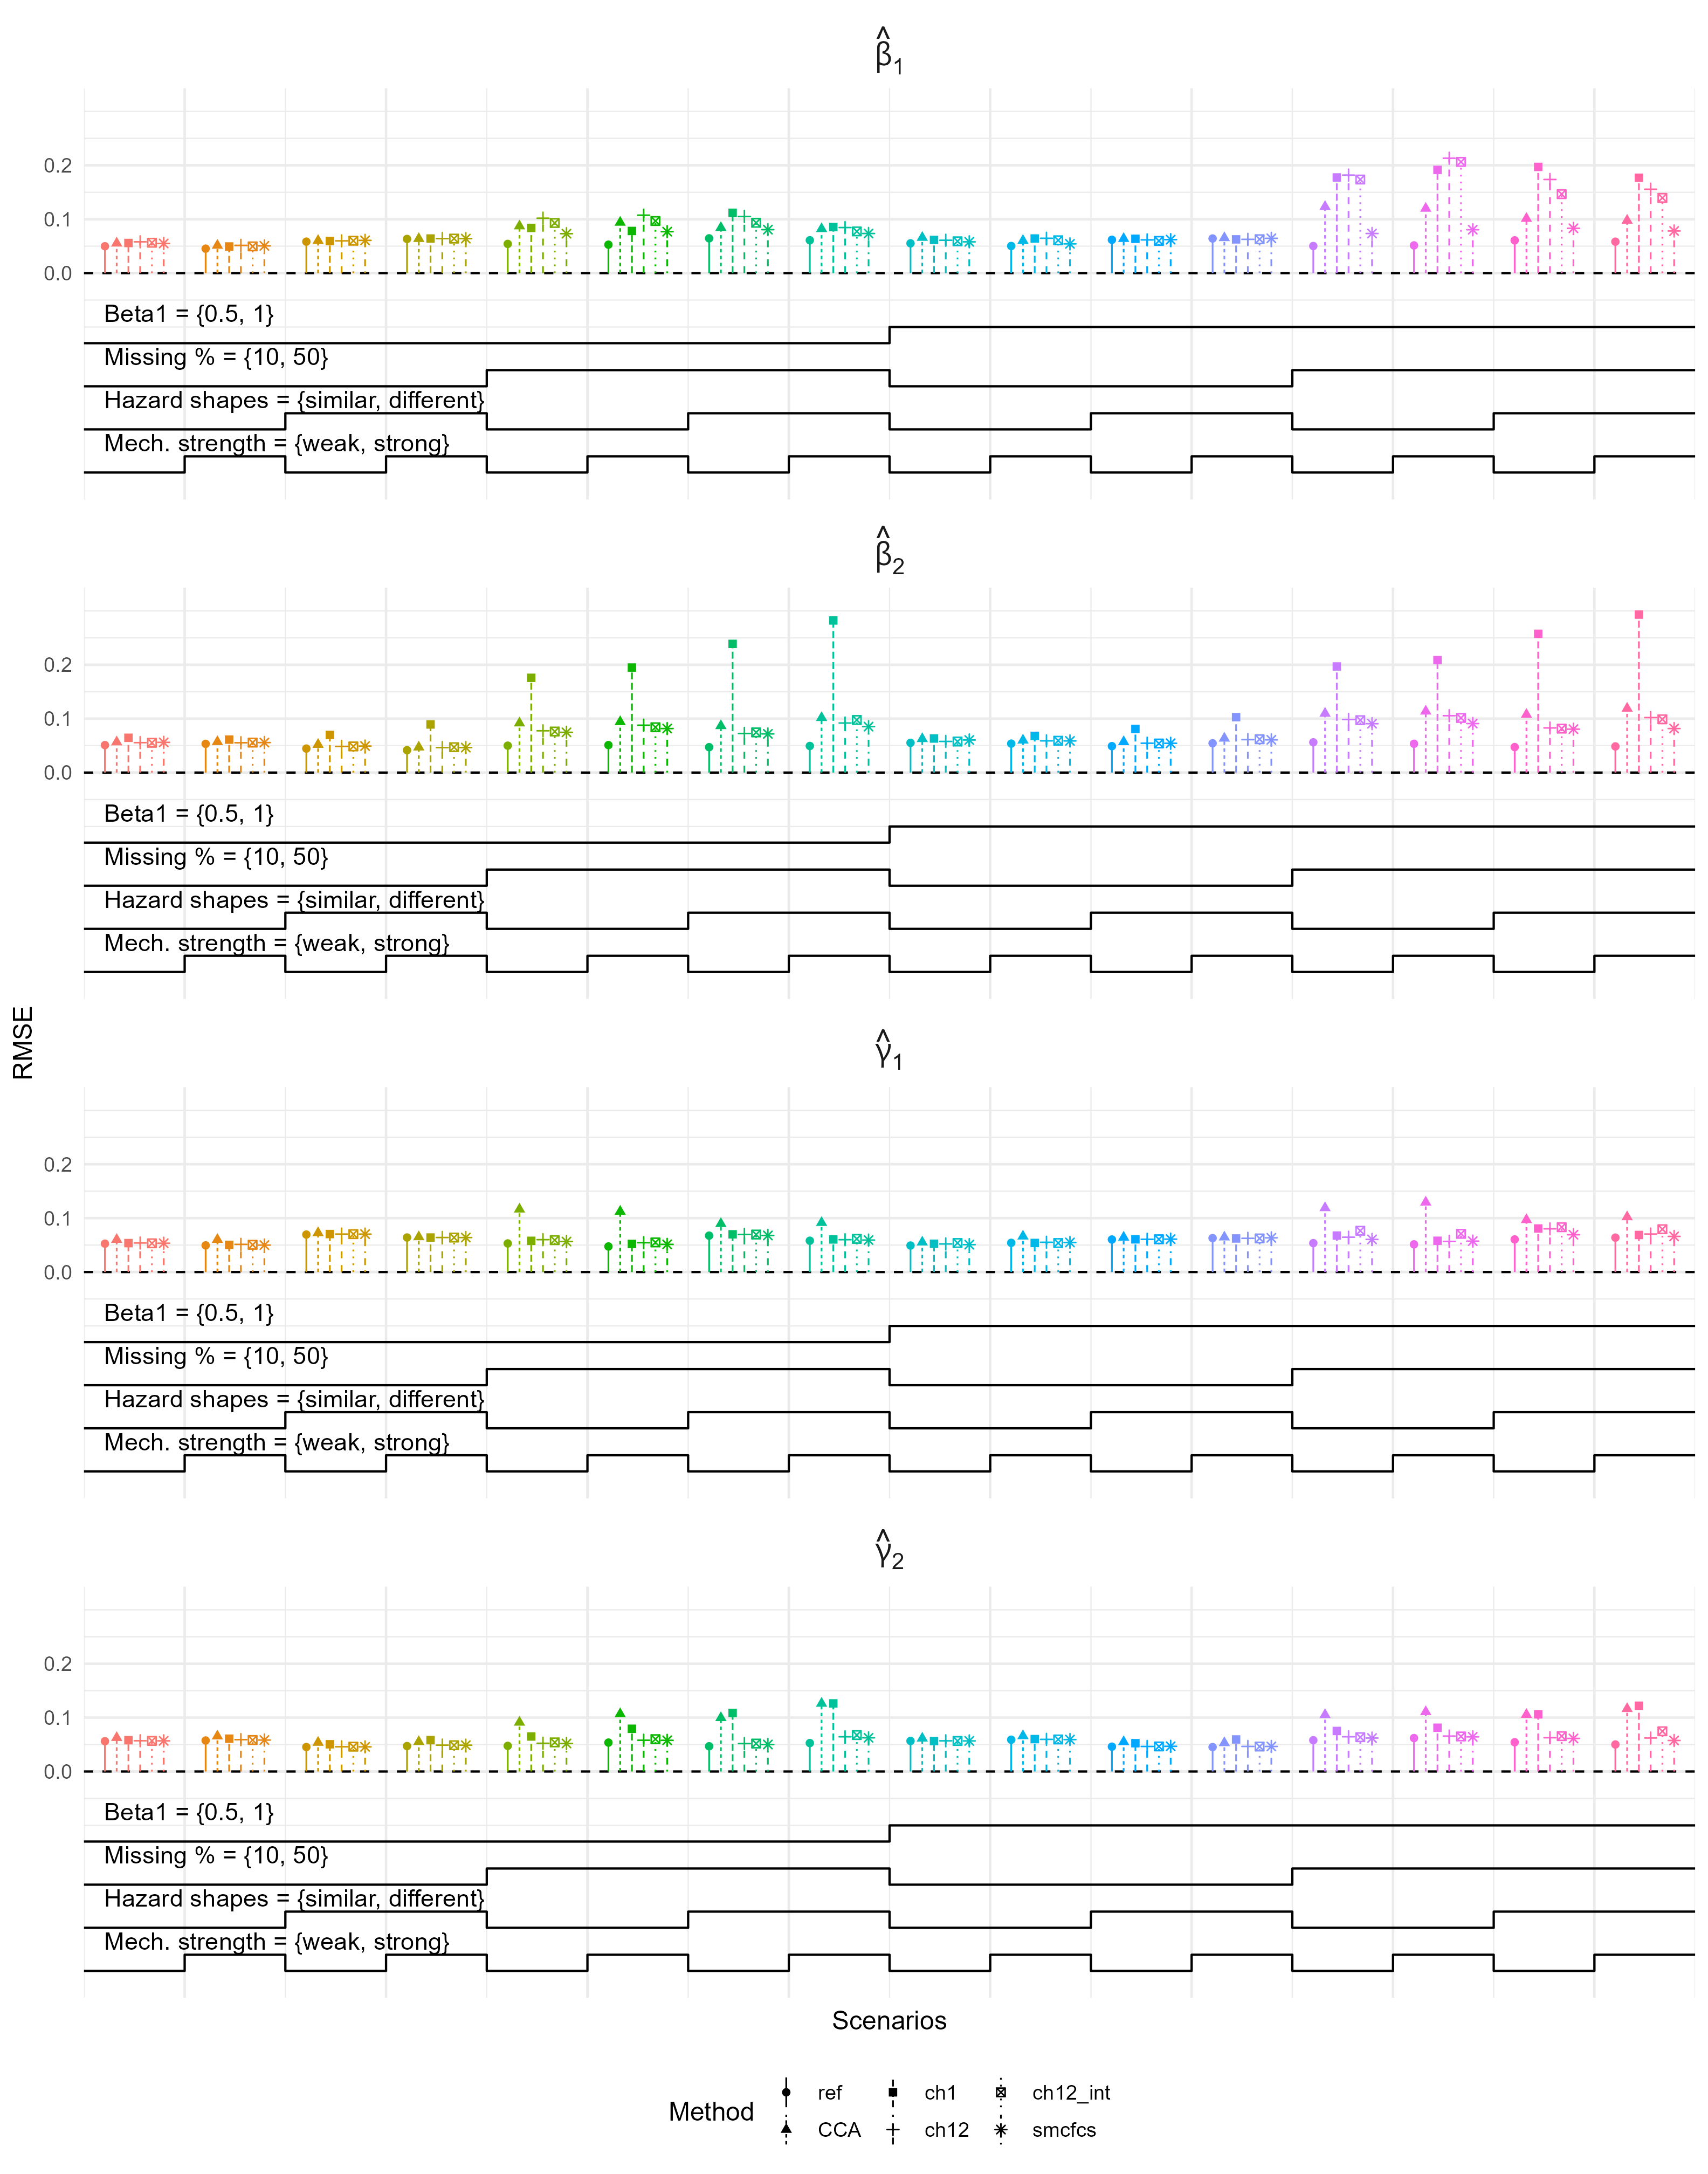 β̂1
0.2
0.1
0.0
Beta1 = {0.5, 1}
Missing % = {10, 50}
Hazard shapes = {similar, different}
Mech. strength = {weak, strong}
β̂2
0.2
0.1
0.0
Beta1 = {0.5, 1}
Missing % = {10, 50}
Hazard shapes = {similar, different}
Mech. strength = {weak, strong}
RMSE
γ̂1
0.2
0.1
0.0
Beta1 = {0.5, 1}
Missing % = {10, 50}
Hazard shapes = {similar, different}
Mech. strength = {weak, strong}
γ̂2
0.2
0.1
0.0
Beta1 = {0.5, 1}
Missing % = {10, 50}
Hazard shapes = {similar, different}
Mech. strength = {weak, strong}
Scenarios
Method
ref ch1 ch12_int
CCA ch12 smcfcs